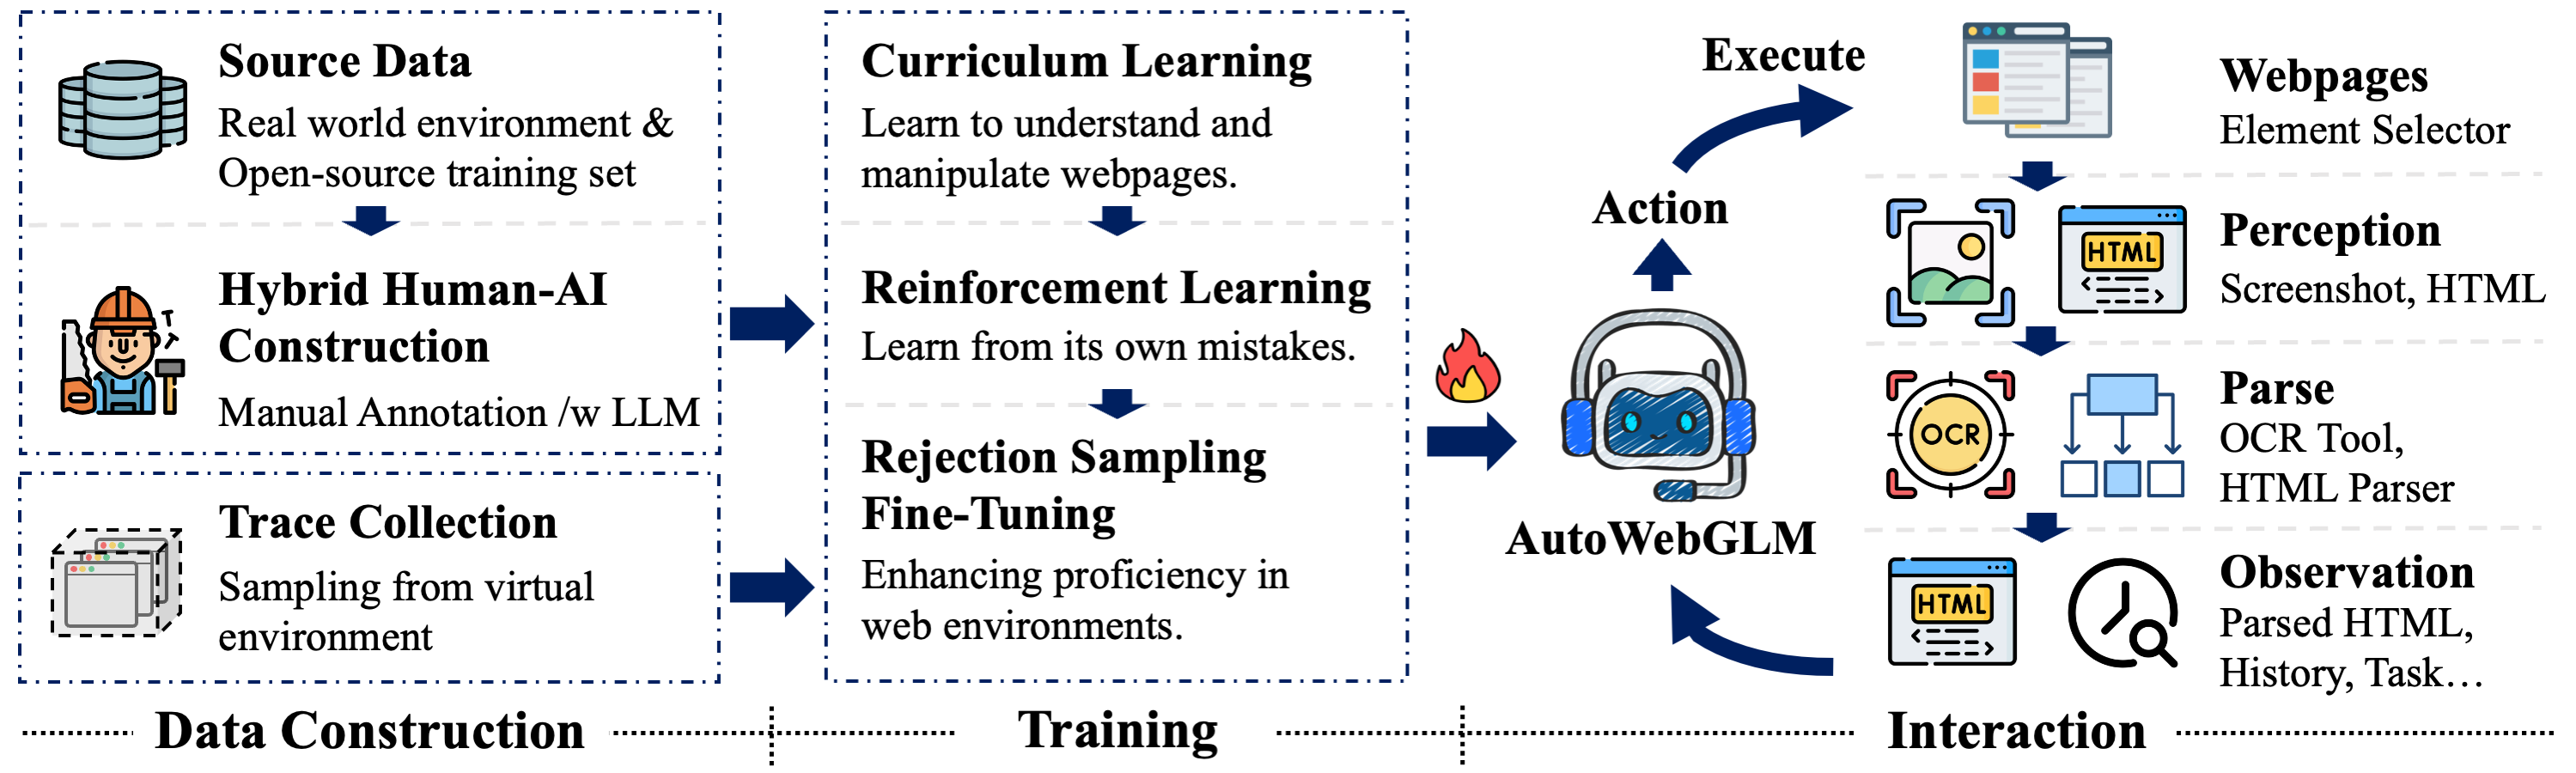 Source Data
Real world environment &
Open-source training set
Hybrid Human-AI
Construction
Manual Annotation /w LLM
Trace Collection
Sampling from virtual
environment
Data Construction
Curriculum Learning
Learn to understand and
manipulate webpages.
Reinforcement Learning
Learn from its own mistakes.
Rejection Sampling
Fine-Tuning
Enhancing proficiency in
web environments.
Training
Execute
Action
AutoWebGLM
Webpages
Element Selector
HTML
Perception
Screenshot, HTML
OCR
Parse
OCR Tool,
HTML Parser
HTML
Observation
Parsed HTML,
History, Task…
Interaction